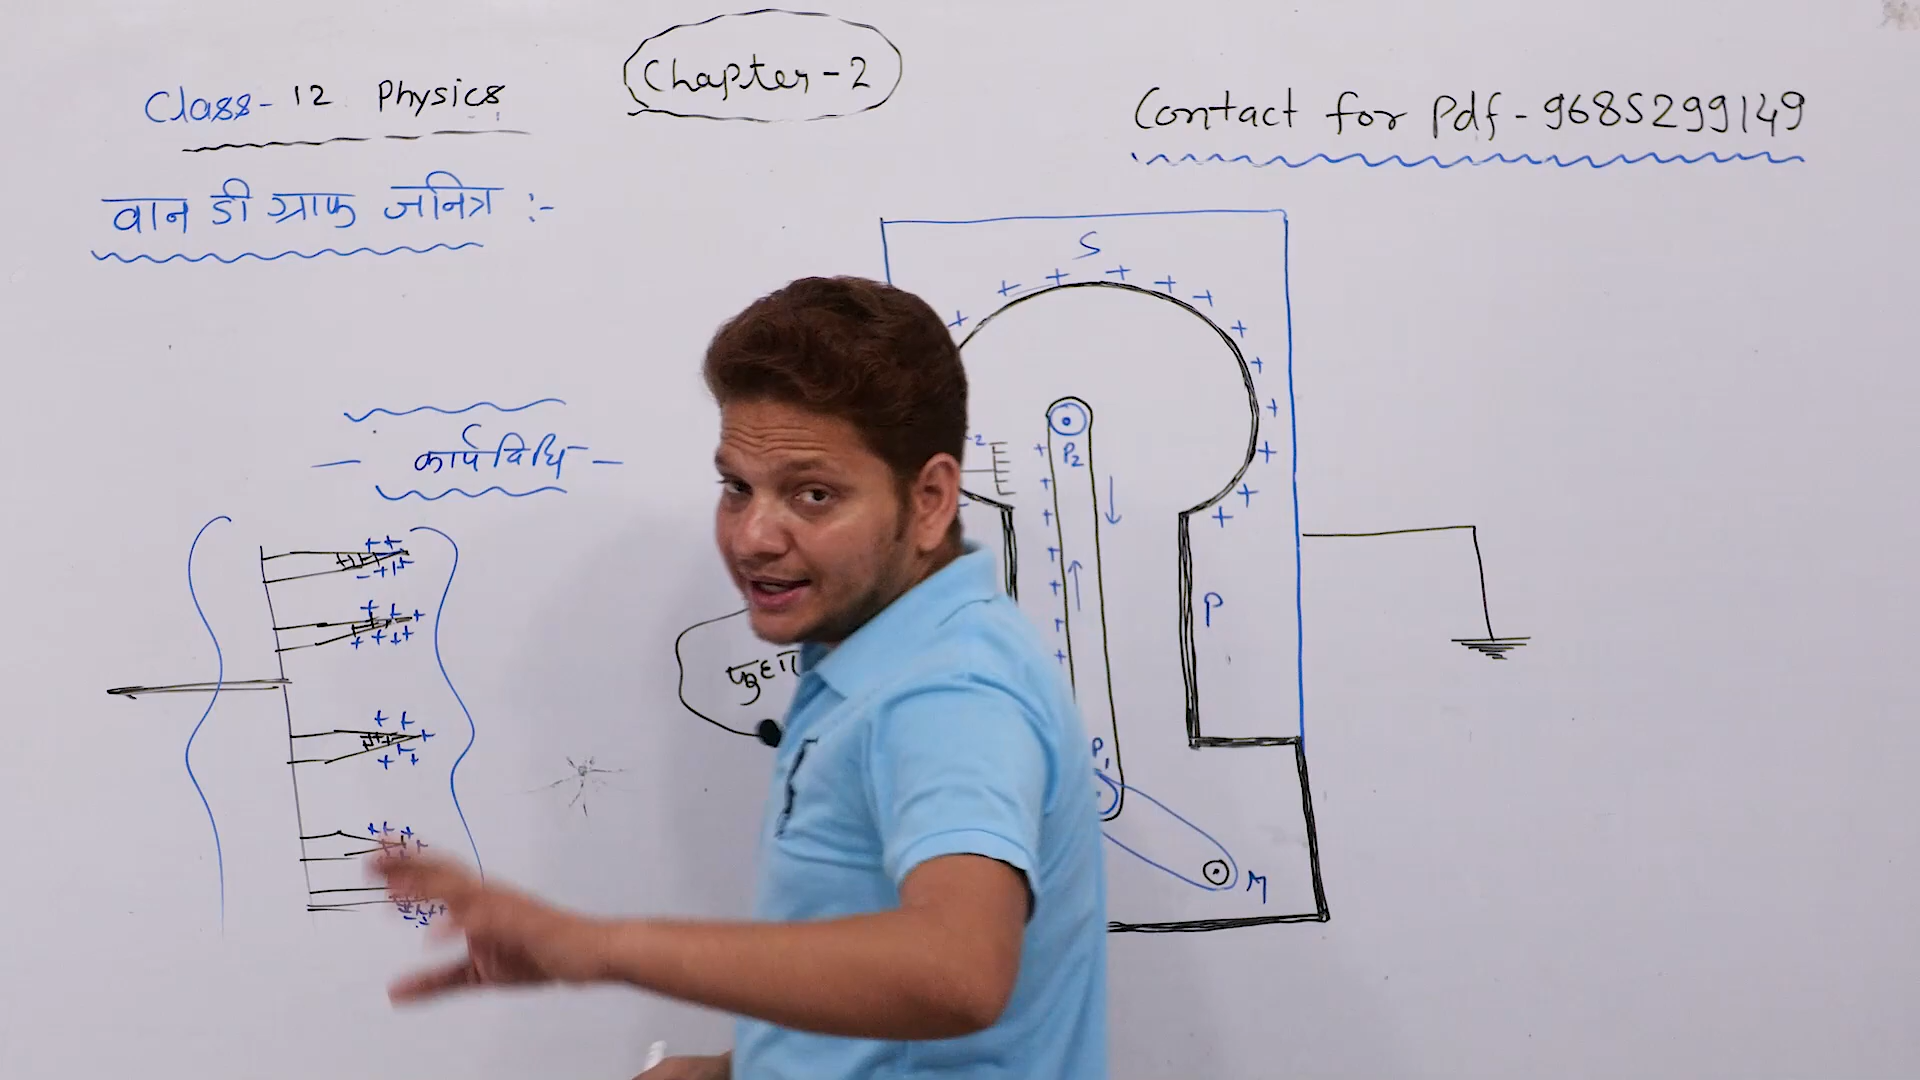 Class-12 Physics
Chapter-2
Contact for Pdf-9685299149
वान डी ग्राफ जनित्र :-
S
- कार्यविधि -
P2
P
P1
M